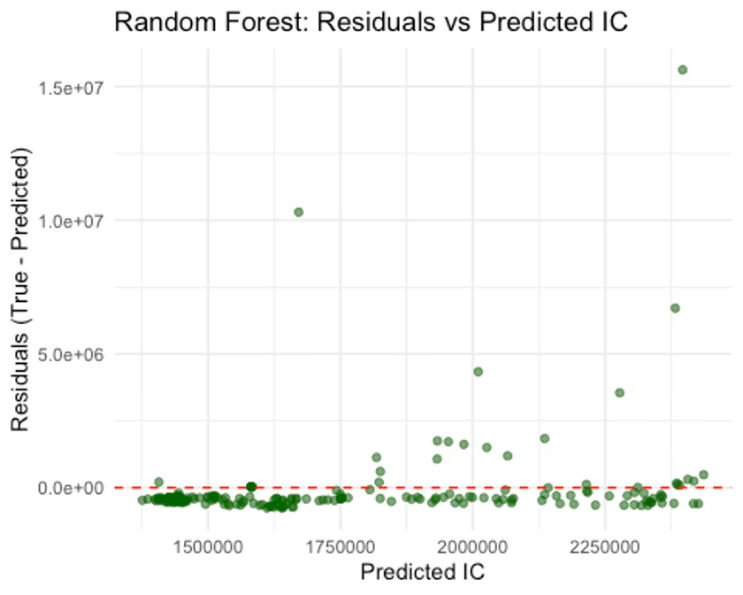 Random Forest: Residuals vs Predicted IC
Residuals (True - Predicted)
1.5e+07
1.0e+07
5.0e+06
0.0e+00
1500000 1750000 2000000 2250000
Predicted IC